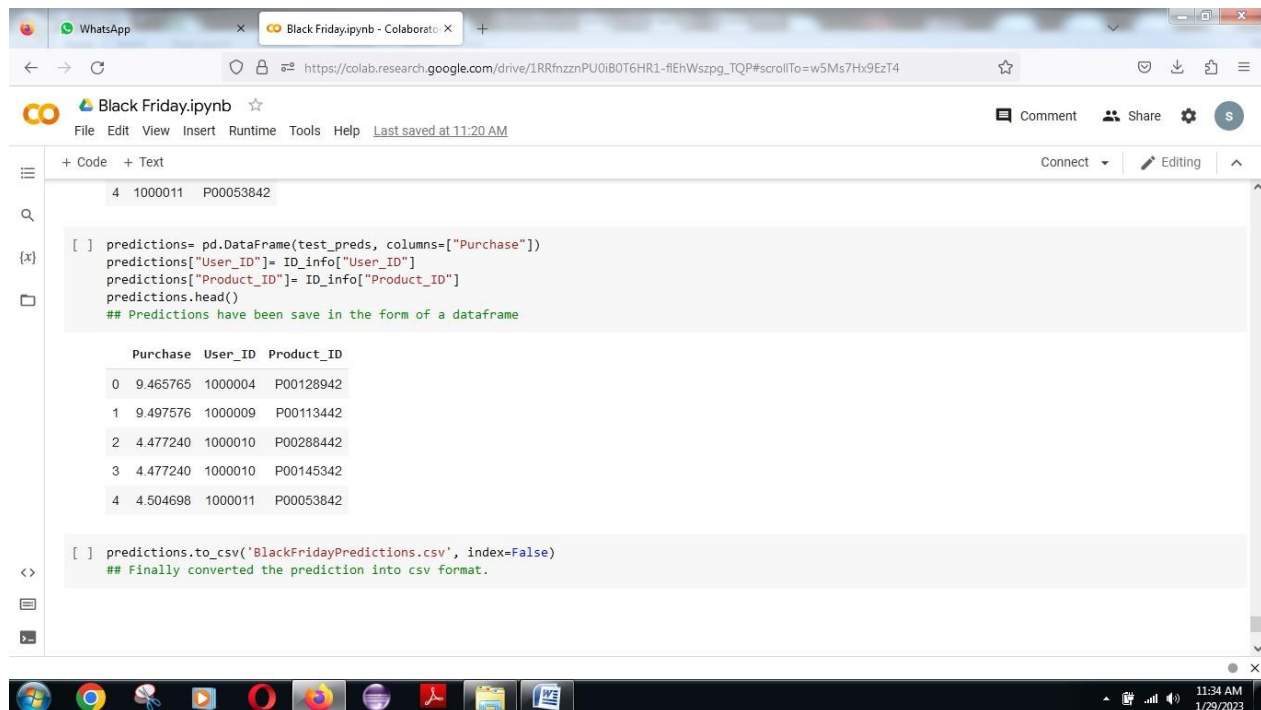 WhatsApp
Black Friday.ipynb - Colaborato
https://colab.research.google.com/drive/1RRfnzznPU0iB0T6HR1-flEhWszpg_TQP#scrollTo=w5Ms7Hx9EzT4
Black Friday.ipynb
Comment Share S
File Edit View Insert Runtime Tools Help Last saved at 11:20 AM
+ Code + Text Connect Editing
4 1000011 P00053842
{x}
[ ] predictions= pd.DataFrame(test_preds, columns=["Purchase"])
predictions["User_ID"]= ID_info["User_ID"]
predictions["Product_ID"]= ID_info["Product_ID"]
predictions.head()
## Predictions have been save in the form of a dataframe
Purchase User_ID Product_ID
0 9.465765 1000004 P00128942
1 9.497576 1000009 P00113442
2 4.477240 1000010 P00288442
3 4.477240 1000010 P00145342
4 4.504698 1000011 P00053842
[ ] predictions.to_csv('BlackFridayPredictions.csv', index=False)
## Finally converted the prediction into csv format.
11:34 AM
1/29/2023